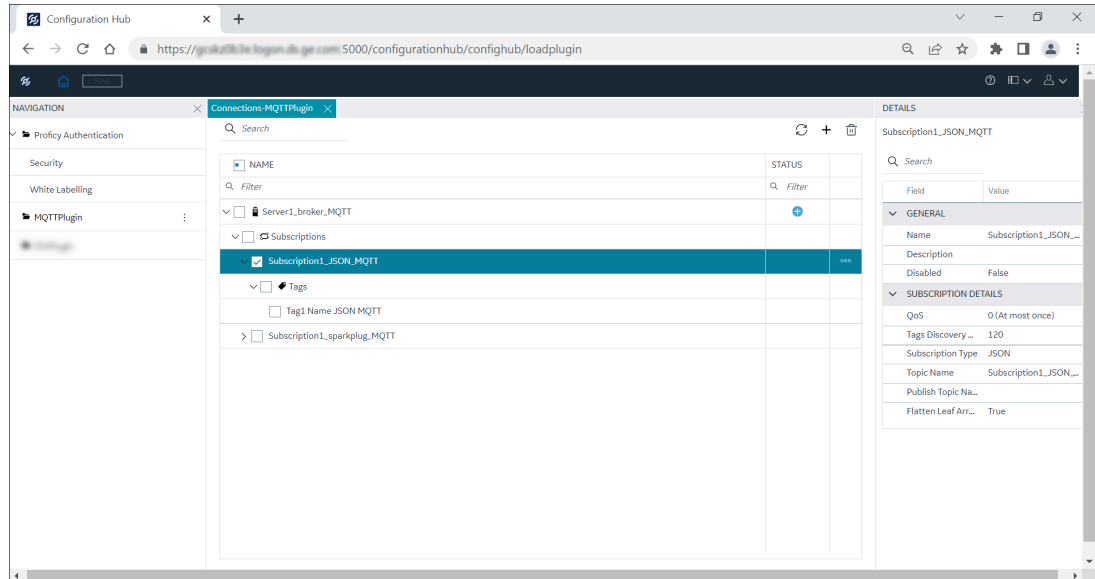 Configuration Hub
https:// 5000/configurationhub/confighub/loadplugin
NAVIGATION
Connections-MQTTPlugin
DETAILS
Proficy Authentication
Search
Subscription1_JSON_MQTT
Security
NAME
STATUS
Search
White Labelling
Filter
Filter
Field Value
MQTTPlugin
Server1_broker_MQTT
GENERAL
Name Subscription1_JSON_...
Subscriptions
Description
Subscription1_JSON_MQTT
Disabled False
Tags
SUBSCRIPTION DETAILS
Tag1 Name JSON MQTT
QoS 0 (At most once)
Subscription1_sparkplug_MQTT
Tags Discovery ... 120
Subscription Type JSON
Topic Name Subscription1_JSON_...
Publish Topic Na...
Flatten Leaf Arr... True